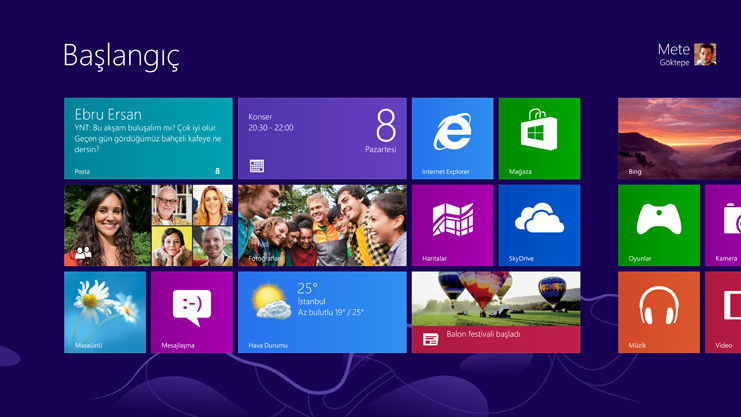 Başlangıç
Mete
Göktepe
Ebru Ersan
YNT: Bu akşam buluşalım mı? Çok iyi olur.
Geçen gün gördüğümüz bahçeli kafeye ne
dersin?
Posta
8
Konser
20:30 - 22:00
8
Pazartesi
Internet Explorer
Mağaza
Bing
Fotoğraflar
Haritalar
SkyDrive
Oyunlar
Kamera
Masaüstü
:-)
Mesajlaşma
25°
İstanbul
Az bulutlu 19° / 25°
Hava Durumu
Balon festivali başladı
Müzik
Video